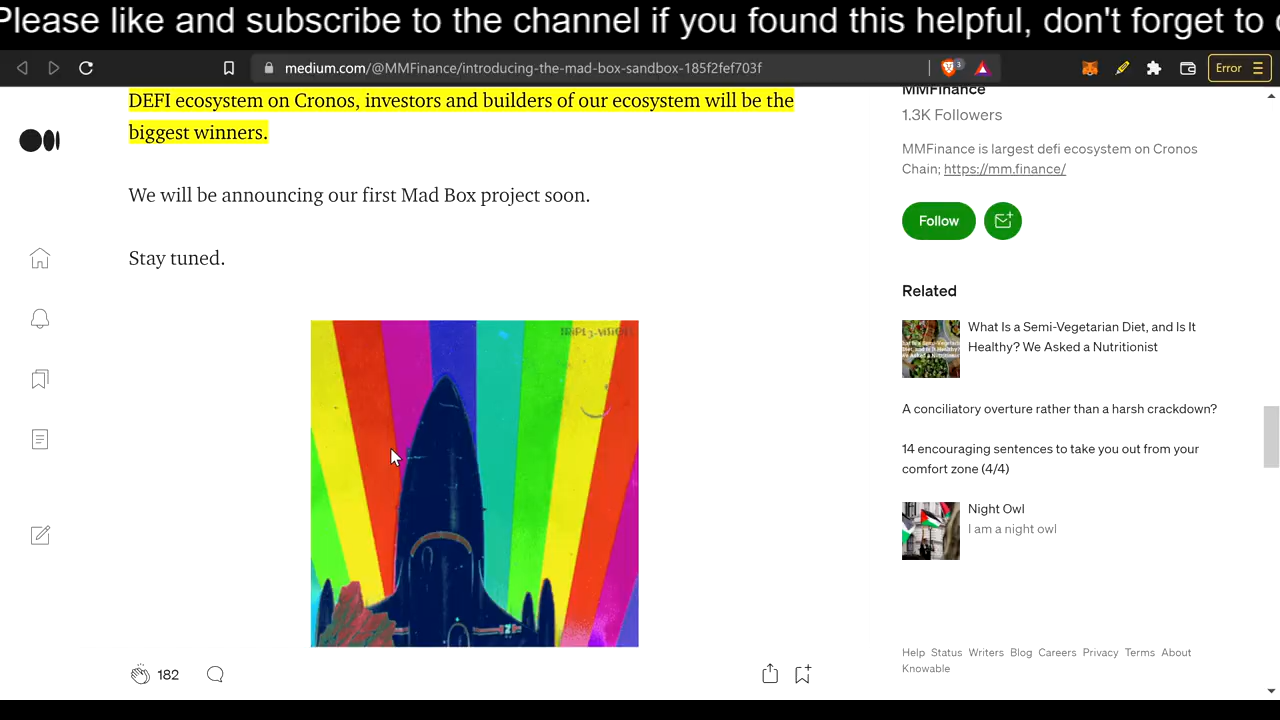 Please like and subscribe to the channel if you found this helpful, don't forget to
medium.com/@MMFinance/introducing-the-mad-box-sandbox-185f2fef703f
3
Error
DEFI ecosystem on Cronos, investors and builders of our ecosystem will be the
biggest winners.
We will be announcing our first Mad Box project soon.
Stay tuned.
182
MMFinance
1.3K Followers
MMFinance is largest defi ecosystem on Cronos
Chain; https://mm.finance/
Follow
Related
What Is a Semi-Vegetarian Diet, and Is It
Healthy? We Asked a Nutritionist
A conciliatory overture rather than a harsh crackdown?
14 encouraging sentences to take you out from your
comfort zone (4/4)
Night Owl
I am a night owl
Help Status Writers Blog Careers Privacy Terms About
Knowable